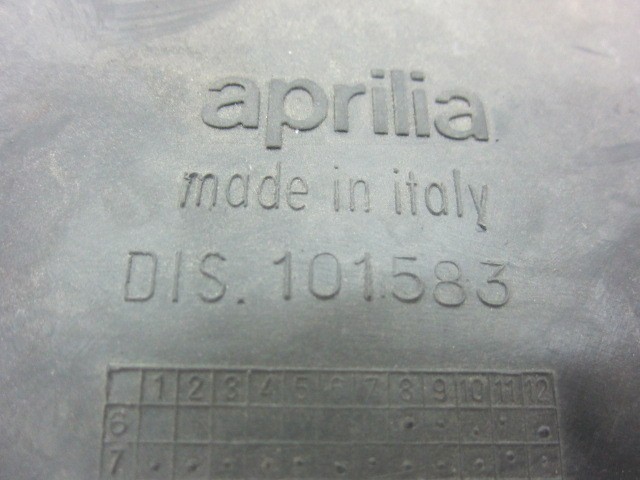 aprilia
made in italy
DIS. 101583
1 2 3 4 5 6 7 8 9 10 11 12
6
7